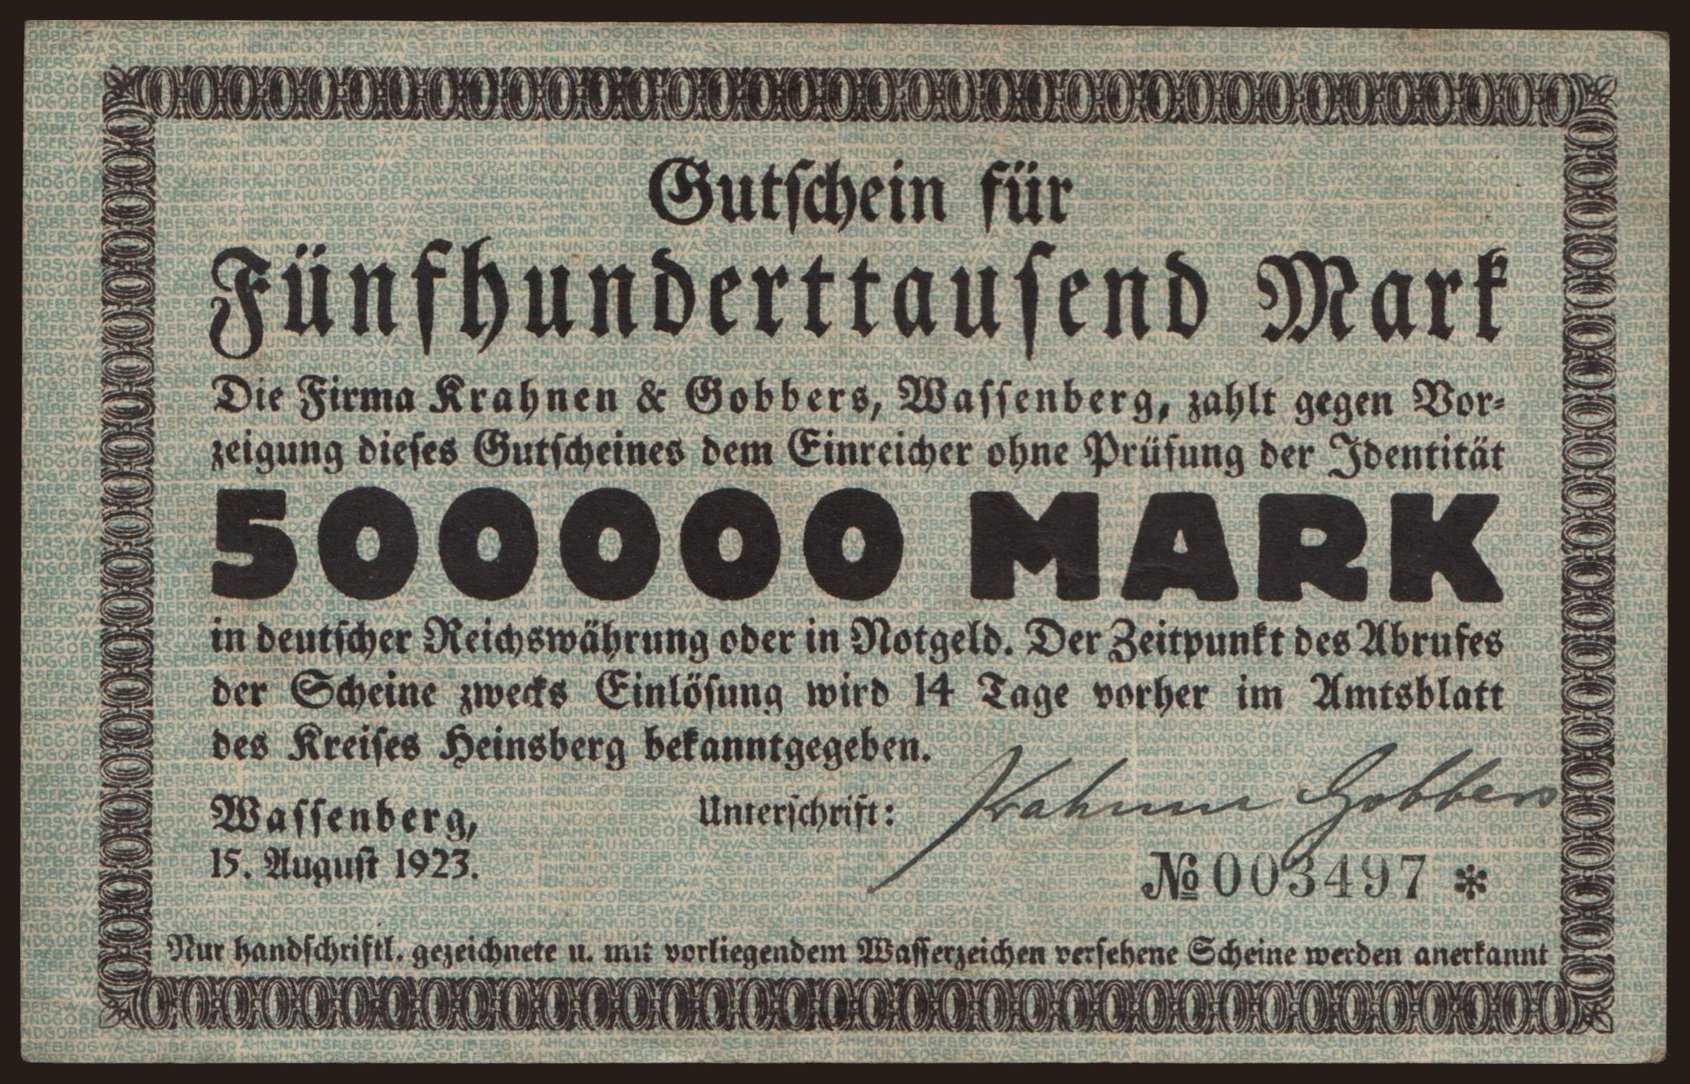 Gutschein für
Fünfhunderttausend Mark
Die Firma Krahnen & Gobbers, Wassenberg, zahlt gegen Vor-
zeigung dieses Gutscheines dem Einreicher ohne Prüfung der Identität
500000 MARK
in deutscher Reichswährung oder in Notgeld. Der Zeitpunkt des Abrufes
der Scheine zwecks Einlösung wird 14 Tage vorher im Amtsblatt
des Kreises Heinsberg bekanntgegeben.
Wassenberg,
15. August 1923.
Unterschrift: Krahnen Gobbers
№ 003497 *
Nur handschriftl. gezeichnete u. mit vorliegendem Wasserzeichen versehene Scheine werden anerkannt